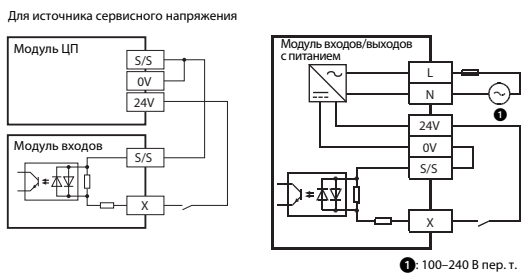 Для источника сервисного напряжения
Модуль ЦП
S/S
0V
24V
Модуль входов
S/S
X
Модуль входов/выходов
с питанием
L
N
1
24V
0V
S/S
X
1: 100–240 В пер. т.